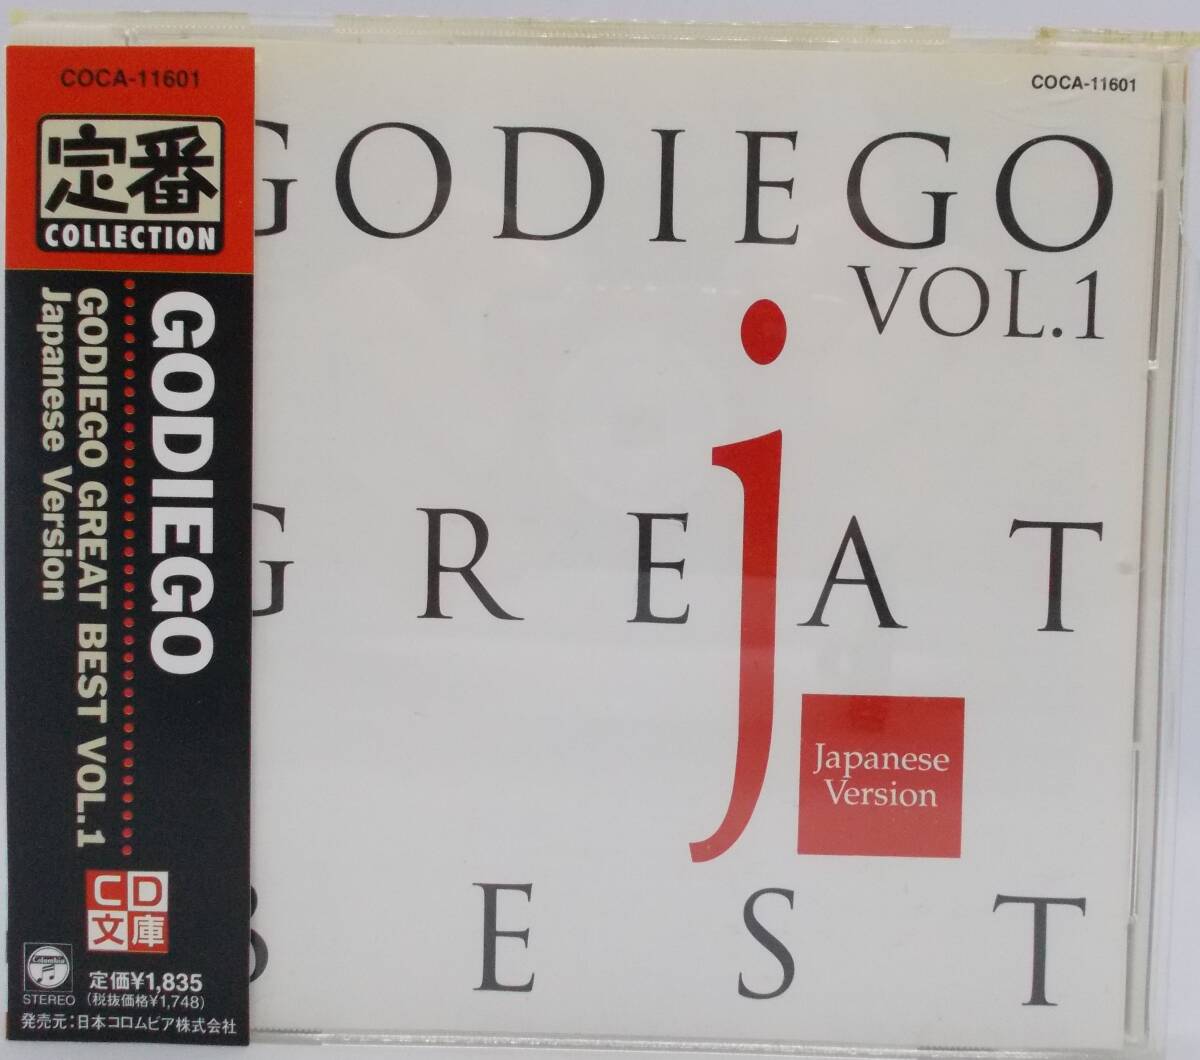 COCA-11601
定番
COLLECTION
GODIEGO
GODIEGO GREAT BEST VOL.1
Japanese Version
CD
文庫
Columbia
STEREO
定価¥1,835
(税抜価格¥1,748)
発売元:日本コロムビア株式会社
COCA-11601
GODIEGO
VOL.1
j
GREAT
Japanese
Version
BEST